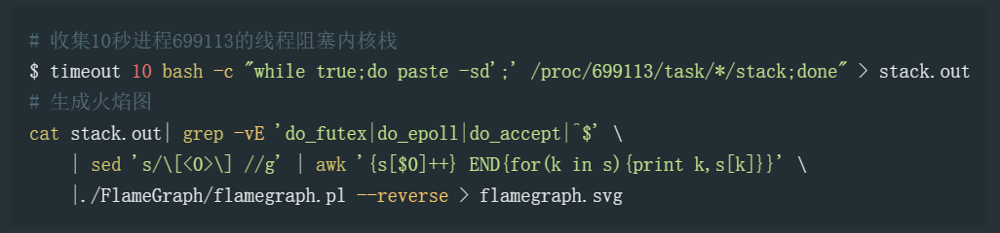 # 收集10秒进程699113的线程阻塞内核栈
$ timeout 10 bash -c "while true;do paste -sd';' /proc/699113/task/*/stack;done" > stack.out
# 生成火焰图
cat stack.out| grep -vE 'do_futex|do_epoll|do_accept|^$' \
    | sed 's/\[<0>\] //g' | awk '{s[$0]++} END{for(k in s){print k,s[k]}}' \
    |./FlameGraph/flamegraph.pl --reverse > flamegraph.svg